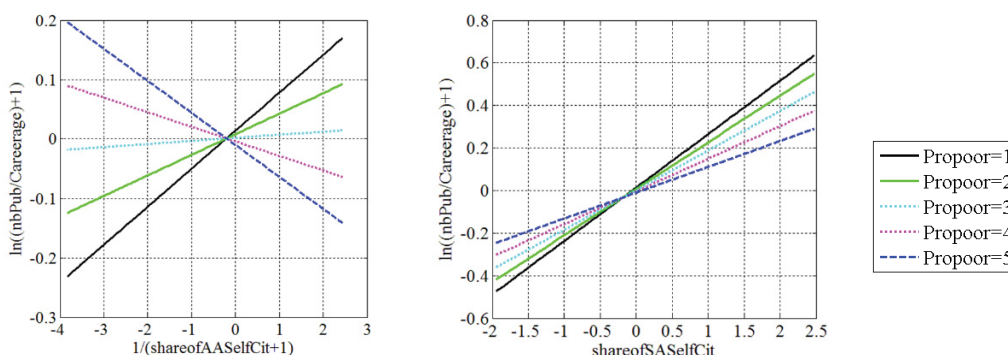 0.2
0.1
0
-0.1
-0.2
-0.3
-4 -3 -2 -1 0 1 2 3
1/(shareofAASelfCit+1)
ln((nbPub/Careerrage)+1)
0.8
0.6
0.4
0.2
0
-0.2
-0.4
-0.6
-2 -1.5 -1 -0.5 0 0.5 1 1.5 2 2.5
shareofSASelfCit
ln((nbPub/Careerrage)+1)
Propoor=1
Propoor=2
Propoor=3
Propoor=4
Propoor=5